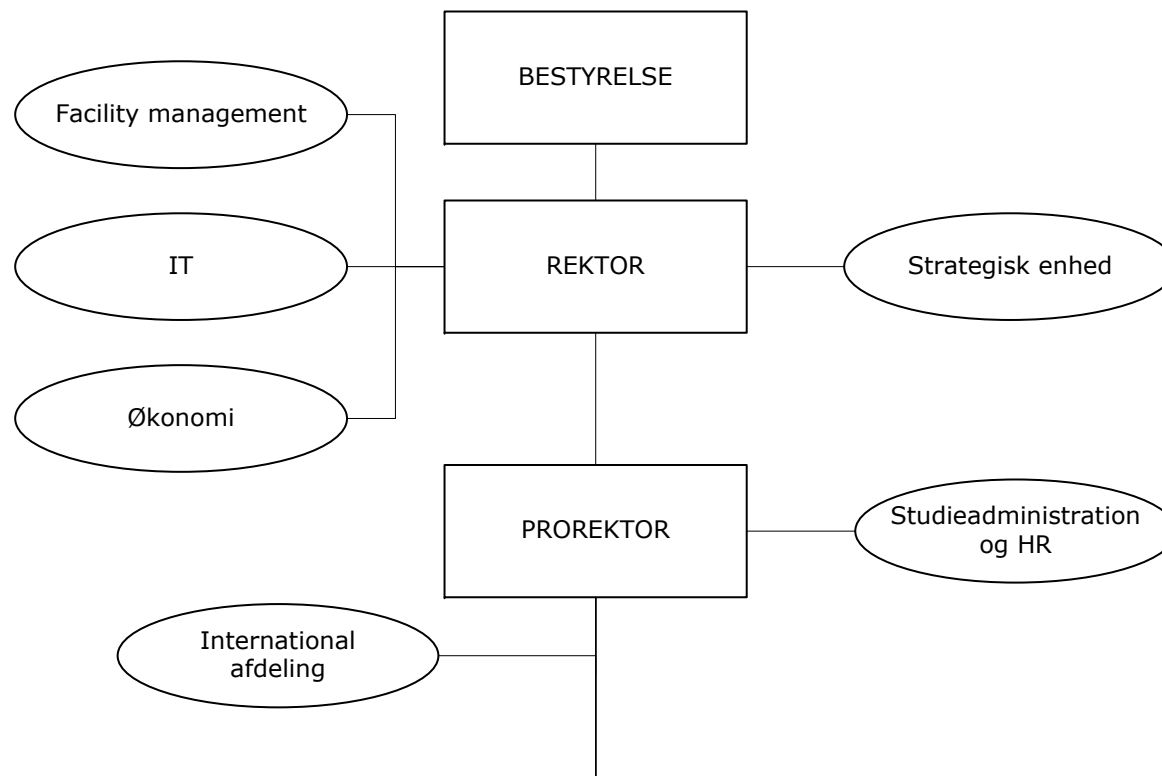 BESTYRELSE
Facility management
IT
REKTOR
Strategisk enhed
Økonomi
PROREKTOR
Studieadministration
og HR
International
afdeling